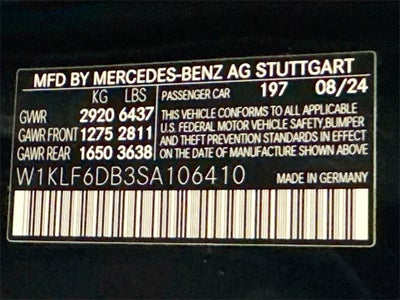 MFD BY MERCEDES-BENZ AG STUTTGART
KG LBS
GVWR 2920 6437
GAWR FRONT 1275 2811
GAWR REAR 1650 3638
PASSENGER CAR 197 08/24
THIS VEHICLE CONFORMS TO ALL APPLICABLE
U.S. FEDERAL MOTOR VEHICLE SAFETY,BUMPER
AND THEFT PREVENTION STANDARDS IN EFFECT
ON THE DATE OF MANUFACTURE SHOWN ABOVE
W1KLF6DB3SA106410 MADE IN GERMANY